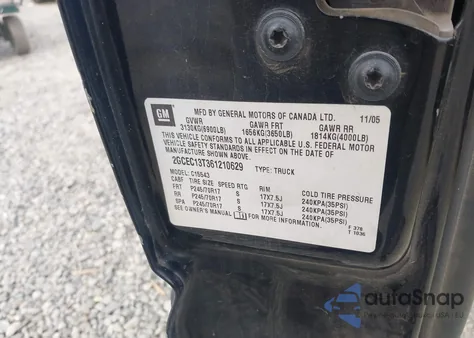 GM
MFD BY GENERAL MOTORS OF CANADA LTD. 11/05
GVWR GAWR FRT GAWR RR
3130KG(6900LB) 1656KG(3650LB) 1814KG(4000LB)
THIS VEHICLE CONFORMS TO ALL APPLICABLE U.S. FEDERAL MOTOR
VEHICLE SAFETY STANDARDS IN EFFECT ON THE DATE OF
MANUFACTURE SHOWN ABOVE.
2GCEC13T361210629 TYPE: TRUCK
MODEL: C15543
TIRE SIZE SPEED RTG RIM COLD TIRE PRESSURE
FRT P245/70R17 S 17X7.5J 240KPA(35PSI)
RR P245/70R17 S 17X7.5J 240KPA(35PSI)
SPA P245/70R17 S 17X7.5J 240KPA(35PSI)
SEE OWNER'S MANUAL FOR MORE INFORMATION.
F 378
T 1036
autoSnap